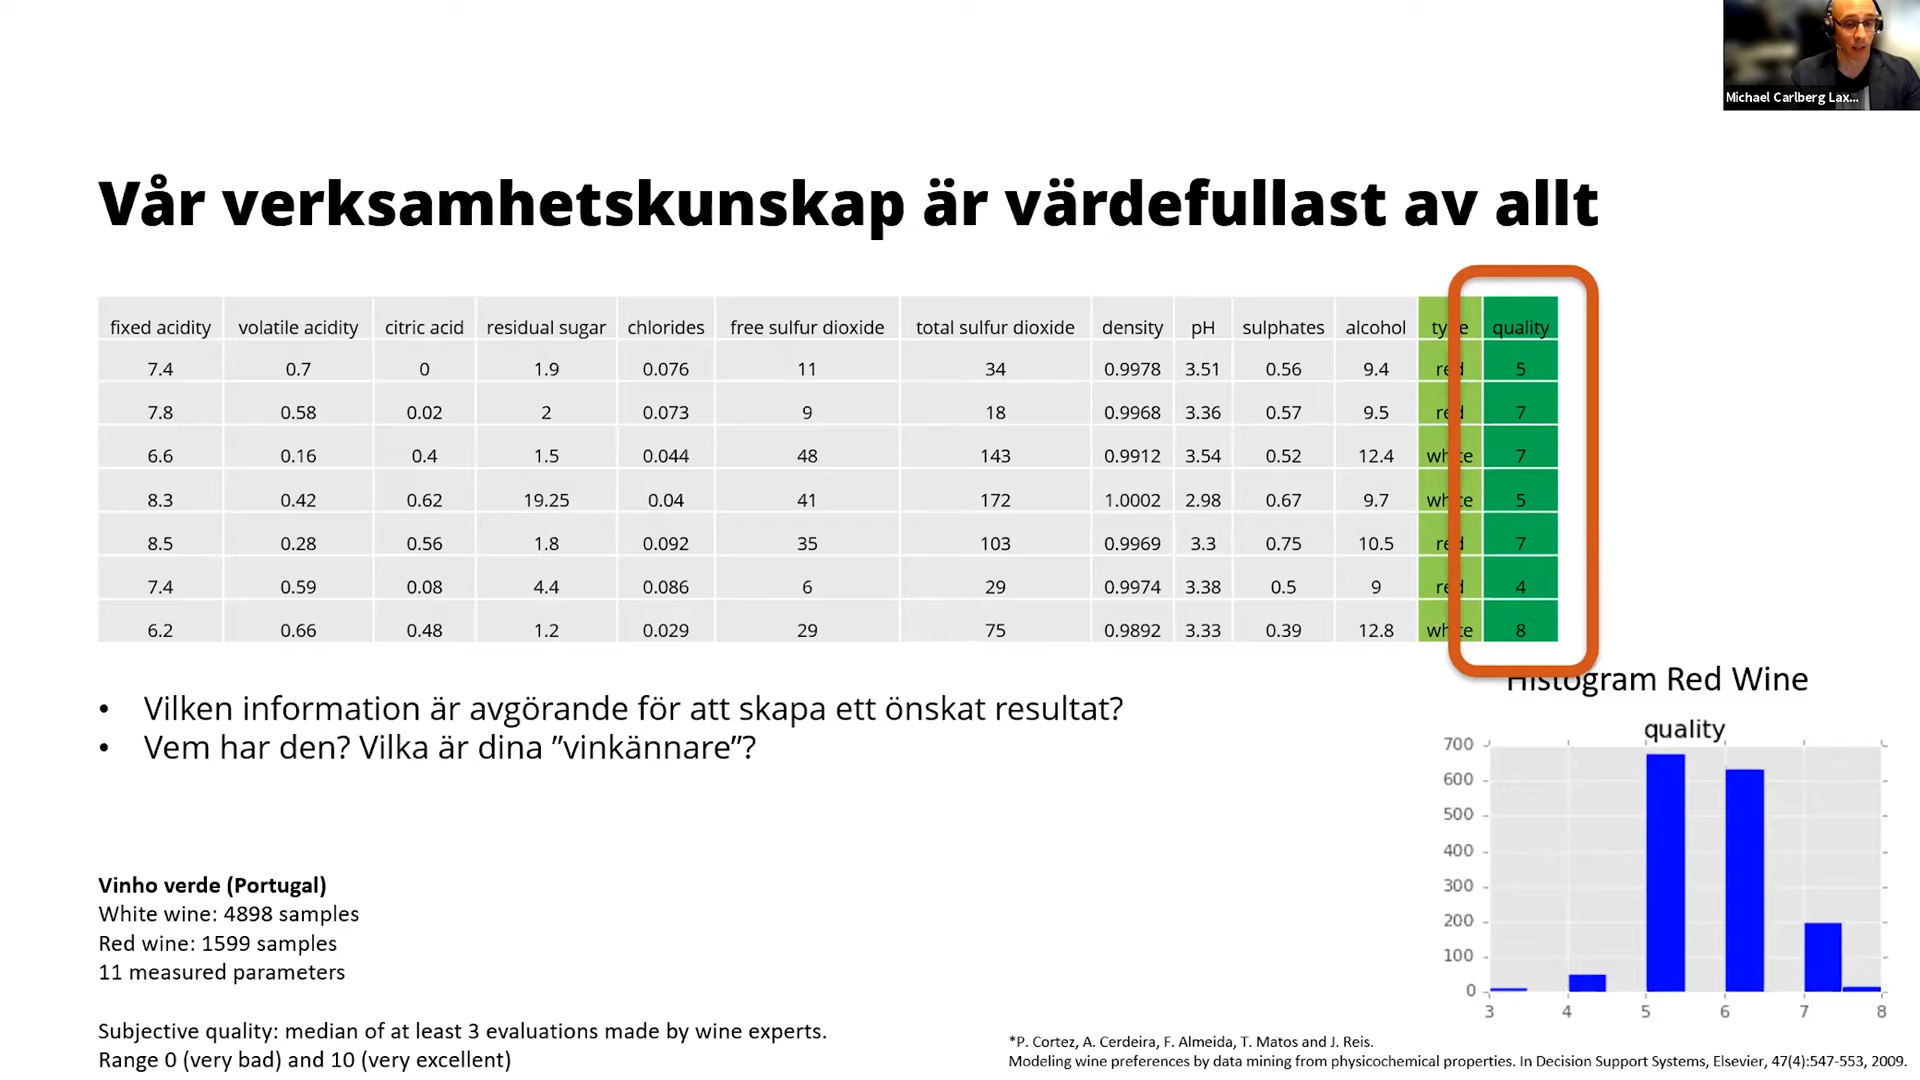 Michael Carlberg Lax...
Vår verksamhetskunskap är värdefullast av allt
fixed acidity volatile acidity citric acid residual sugar chlorides free sulfur dioxide total sulfur dioxide density pH sulphates alcohol type quality
7.4 0.7 0 1.9 0.076 11 34 0.9978 3.51 0.56 9.4 red 5
7.8 0.58 0.02 2 0.073 9 18 0.9968 3.36 0.57 9.5 red 7
6.6 0.16 0.4 1.5 0.044 48 143 0.9912 3.54 0.52 12.4 white 7
8.3 0.42 0.62 19.25 0.04 41 172 1.0002 2.98 0.67 9.7 white 5
8.5 0.28 0.56 1.8 0.092 35 103 0.9969 3.3 0.75 10.5 red 7
7.4 0.59 0.08 4.4 0.086 6 29 0.9974 3.38 0.5 9 red 4
6.2 0.66 0.48 1.2 0.029 29 75 0.9892 3.33 0.39 12.8 white 8
• Vilken information är avgörande för att skapa ett önskat resultat?
• Vem har den? Vilka är dina ”vinkännare”?
Histogram Red Wine
quality
700
600
500
400
300
200
100
0
3 4 5 6 7 8
Vinho verde (Portugal)
White wine: 4898 samples
Red wine: 1599 samples
11 measured parameters
Subjective quality: median of at least 3 evaluations made by wine experts.
Range 0 (very bad) and 10 (very excellent)
*P. Cortez, A. Cerdeira, F. Almeida, T. Matos and J. Reis.
Modeling wine preferences by data mining from physicochemical properties. In Decision Support Systems, Elsevier, 47(4):547-553, 2009.